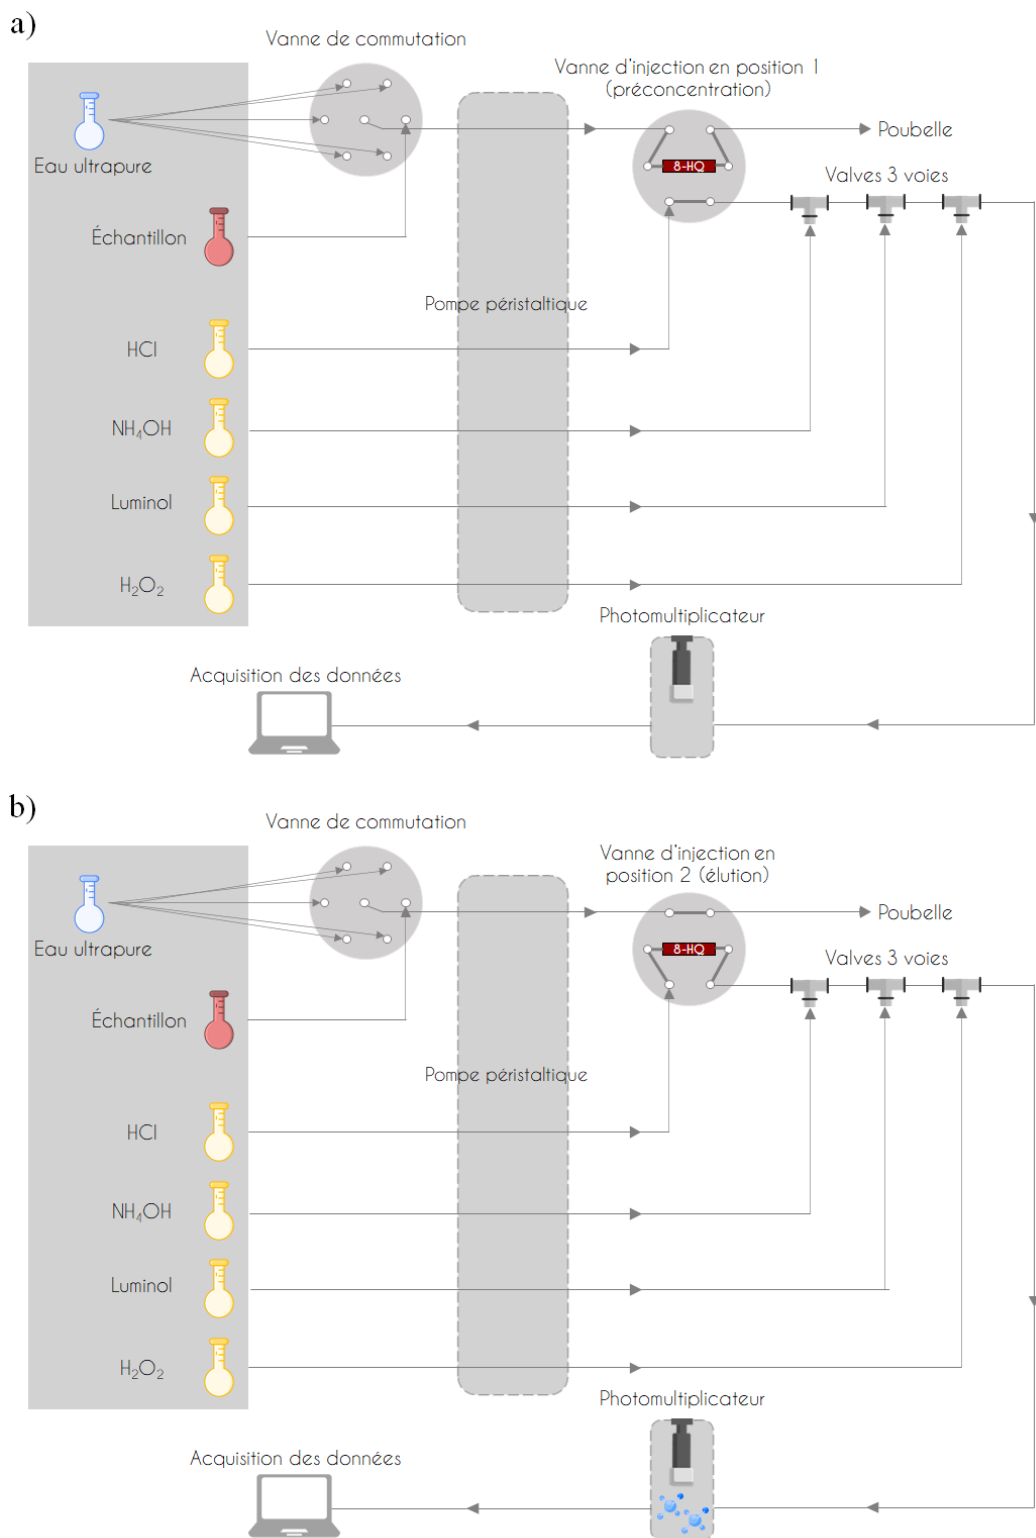 a)
Vanne de commutation
Vanne d'injection en position 1
(préconcentration)
Eau ultrapure
8-HQ
Poubelle
Valves 3 voies
Échantillon
Pompe péristaltique
HCl
NH₄OH
Luminol
H₂O₂
Photomultiplicateur
Acquisition des données
b)
Vanne de commutation
Vanne d'injection en
position 2 (élution)
Eau ultrapure
8-HQ
Poubelle
Valves 3 voies
Échantillon
Pompe péristaltique
HCl
NH₄OH
Luminol
H₂O₂
Photomultiplicateur
Acquisition des données